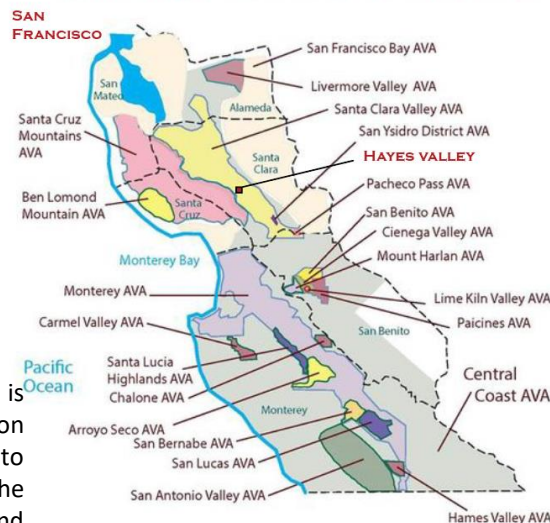 SAN
FRANCISCO
San Francisco Bay AVA
San
Mateo
Livermore Valley AVA
Alameda
Santa Clara Valley AVA
Santa Cruz
Mountains
AVA
San Ysidro District AVA
Santa
Clara
HAYES VALLEY
Pacheco Pass AVA
Ben Lomond
Mountain AVA
Santa
Cruz
San Benito AVA
Cienega Valley AVA
Mount Harlan AVA
Monterey Bay
Monterey AVA
Lime Kiln Valley AVA
Paicines AVA
Carmel Valley AVA
San Benito
Pacific
Ocean
Santa Lucia
Highlands AVA
Chalone AVA
Central
Coast AVA
Arroyo Seco AVA
Monterey
San Bernabe AVA
San Lucas AVA
San Antonio Valley AVA
Hames Valley AVA
is
on
to
he
nd